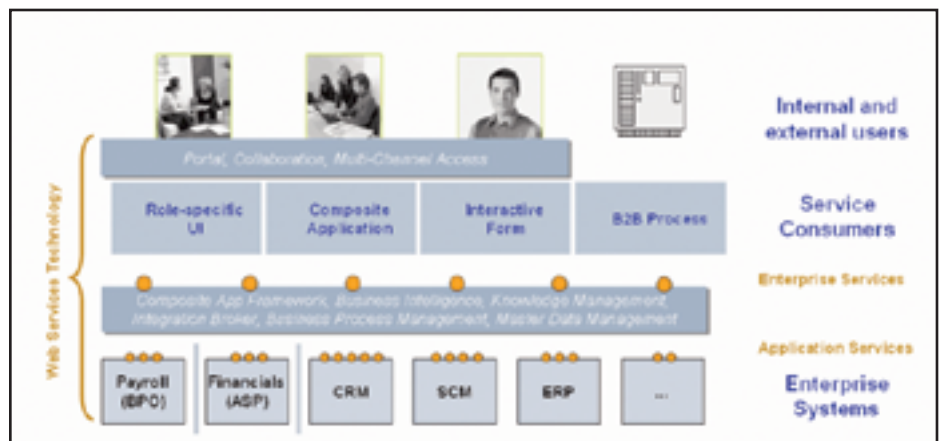 Internal and
external users
Portal, Collaboration, Multi-Channel Access
Web Services Technology
Role-specific
UI
Composite
Application
Interactive
Form
B2B Process
Service
Consumers
Enterprise Services
Composite App Framework, Business Intelligence, Knowledge Management,
Integration Broker, Business Process Management, Master Data Management
Application Services
Payroll
(BPO)
Financials
(ASP)
CRM
SCM
ERP
...
Enterprise
Systems